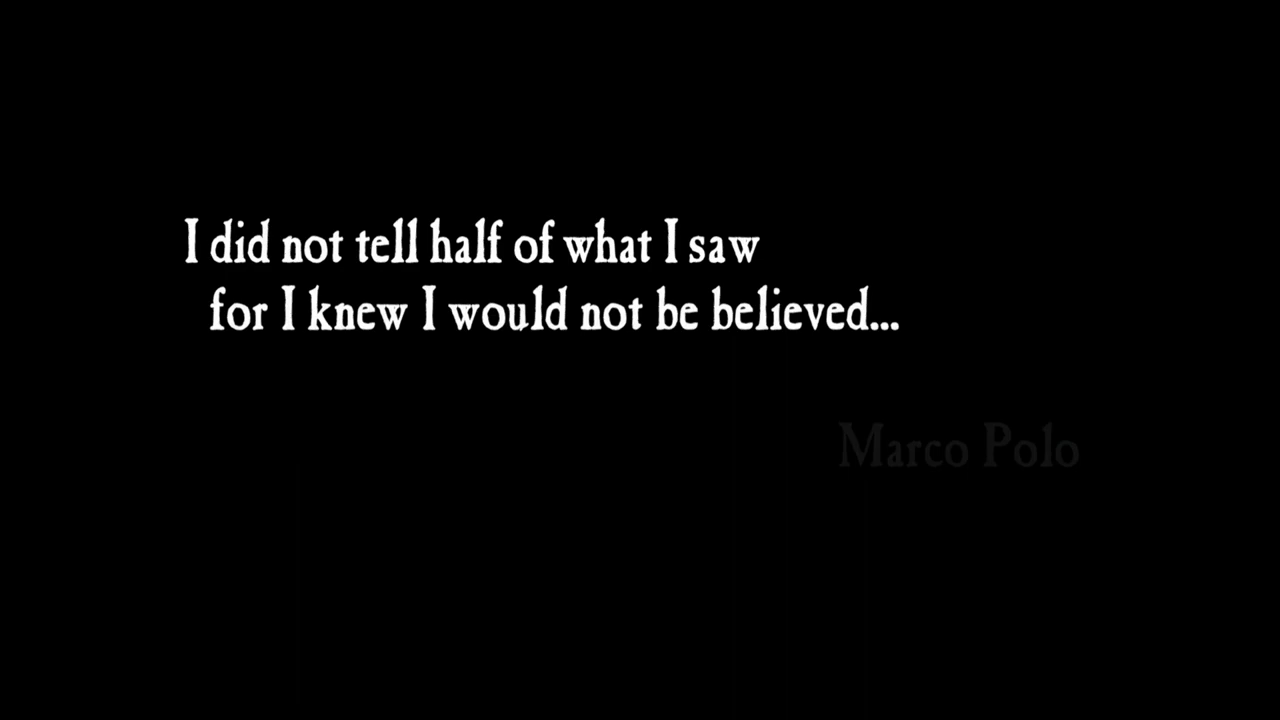 I did not tell half of what I saw
for I knew I would not be believed...
Marco Polo